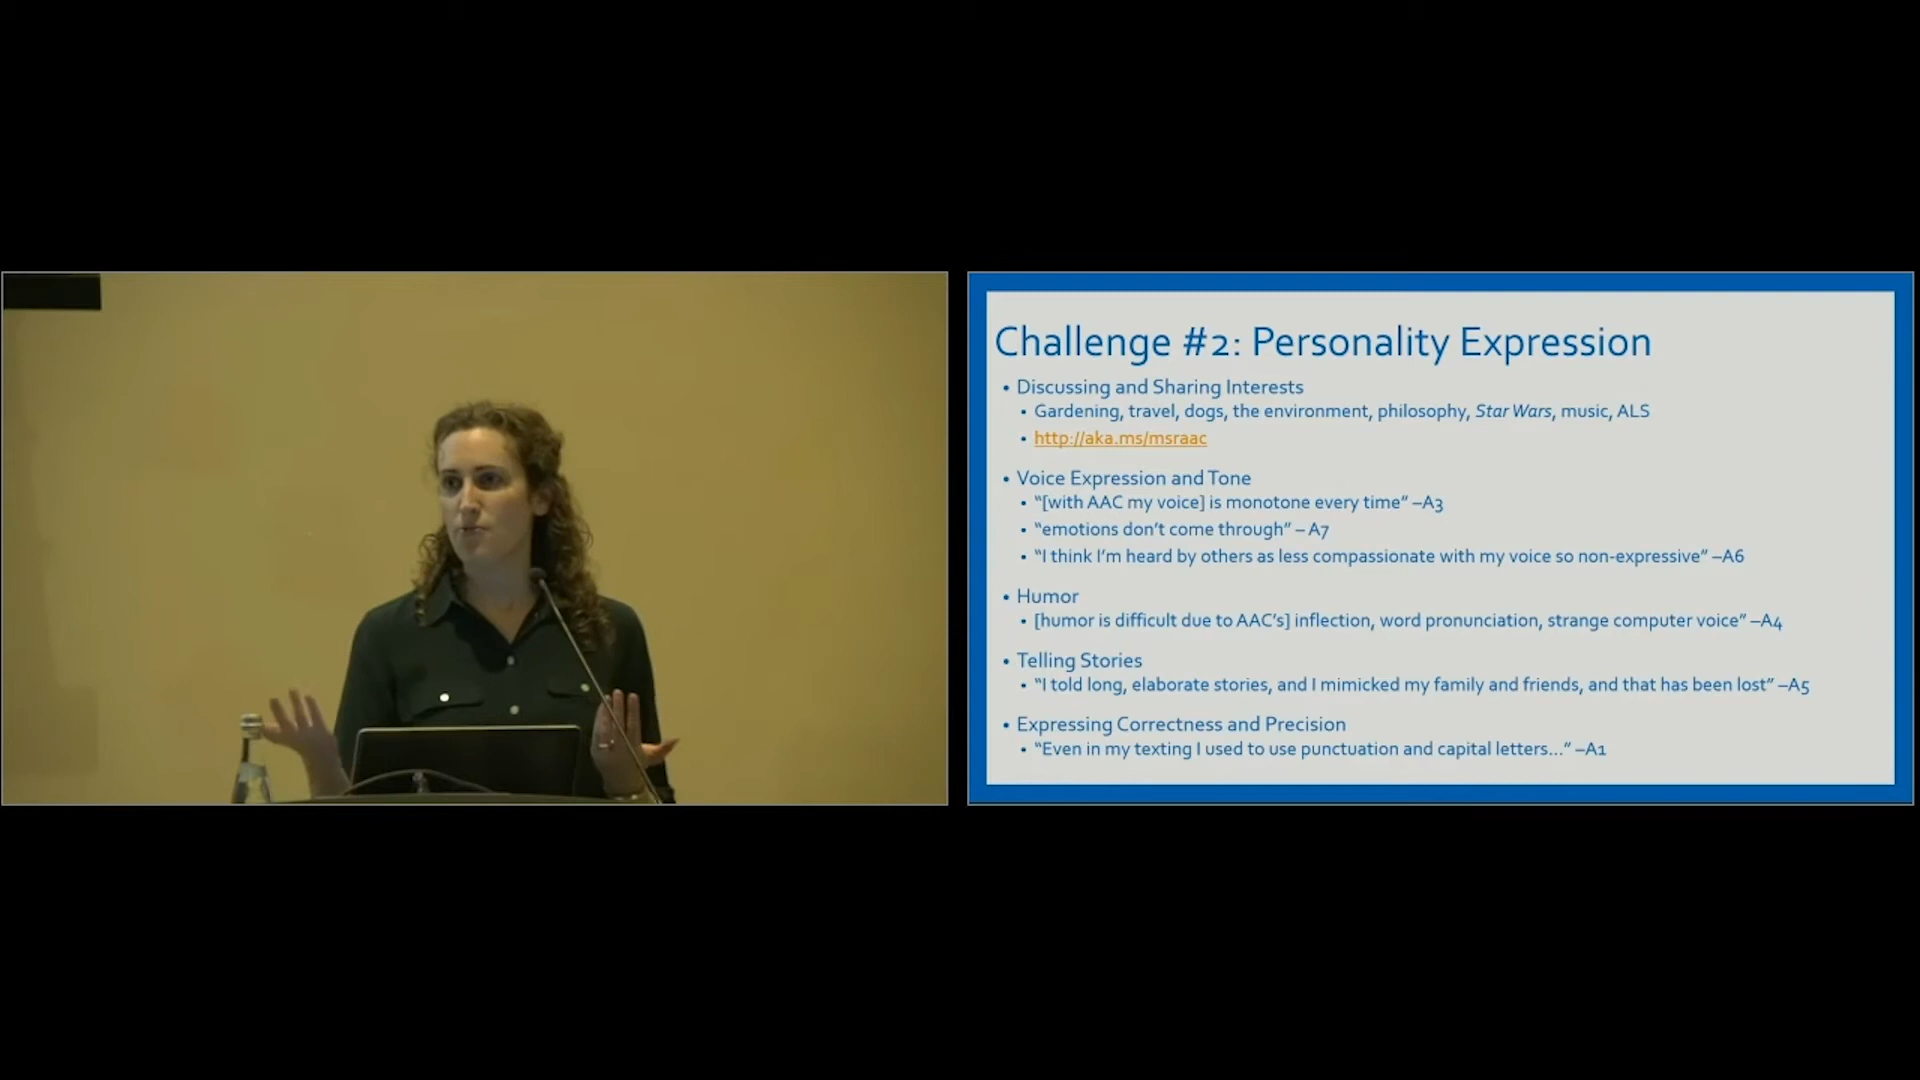 Challenge #2: Personality Expression
• Discussing and Sharing Interests
• Gardening, travel, dogs, the environment, philosophy, Star Wars, music, ALS
• http://aka.ms/msraac
• Voice Expression and Tone
• “[with AAC my voice] is monotone every time” –A3
• “emotions don’t come through” – A7
• “I think I’m heard by others as less compassionate with my voice so non-expressive” –A6
• Humor
• [humor is difficult due to AAC’s] inflection, word pronunciation, strange computer voice” –A4
• Telling Stories
• “I told long, elaborate stories, and I mimicked my family and friends, and that has been lost” –A5
• Expressing Correctness and Precision
• “Even in my texting I used to use punctuation and capital letters...” –A1